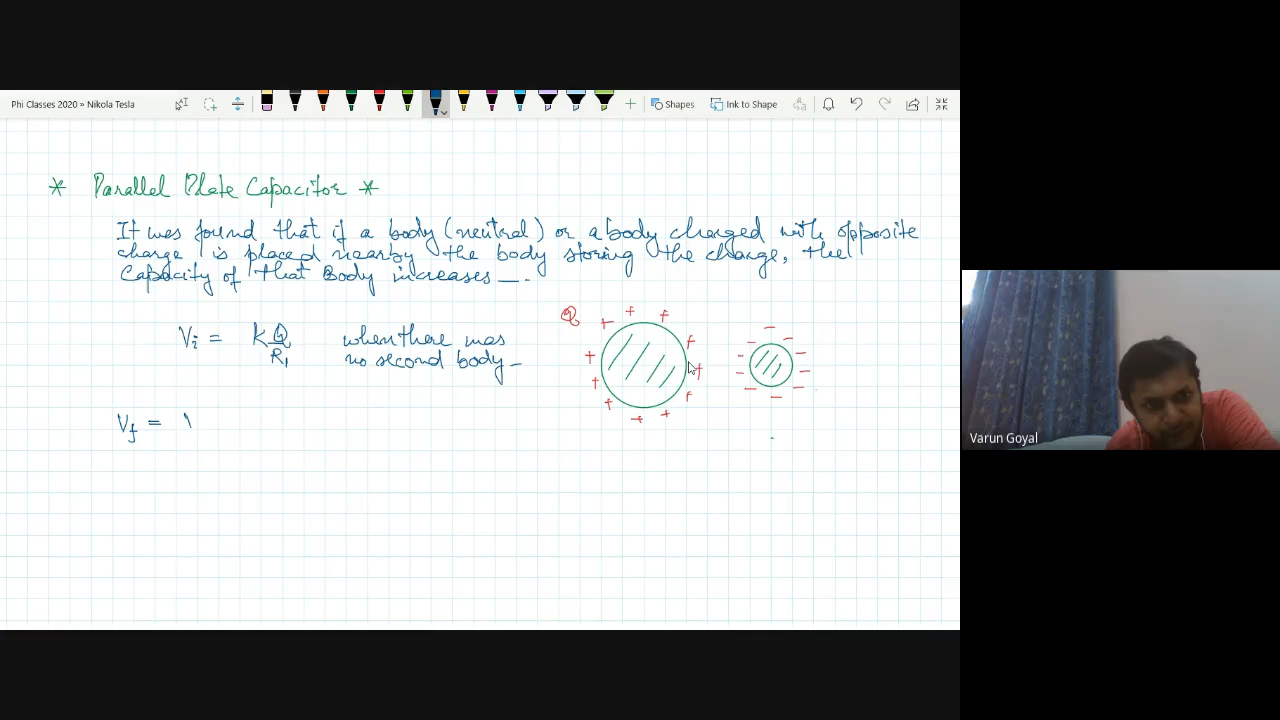 Phi Classes 2020 » Nikola Tesla
Shapes
Ink to Shape
* Parallel Plate Capacitor *
It was found that if a body (neutral) or a body charged with opposite
charge is placed nearby the body storing the charge, the
Capacity of that Body increases _.
Vi = kQ/R1 when there was
no second body -
Q
Vf = \
Varun Goyal